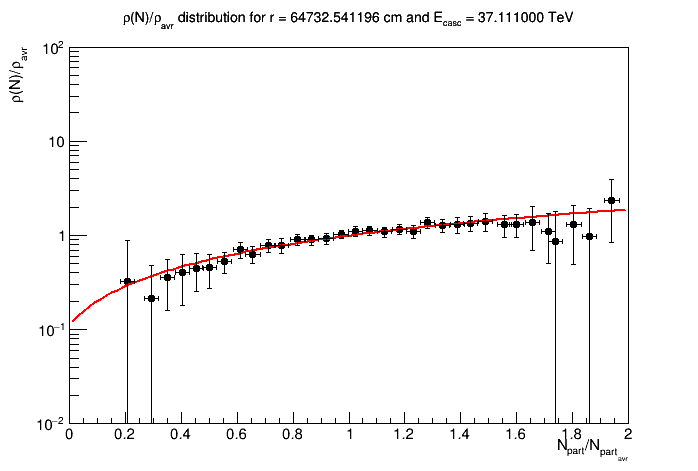 ρ(N)/ρavr distribution for r = 64732.541196 cm and Ecasc = 37.111000 TeV
ρ(N)/ρavr
10²
10
1
10⁻¹
10⁻²
0 0.2 0.4 0.6 0.8 1 1.2 1.4 1.6 1.8 2
Npart/Npartavr